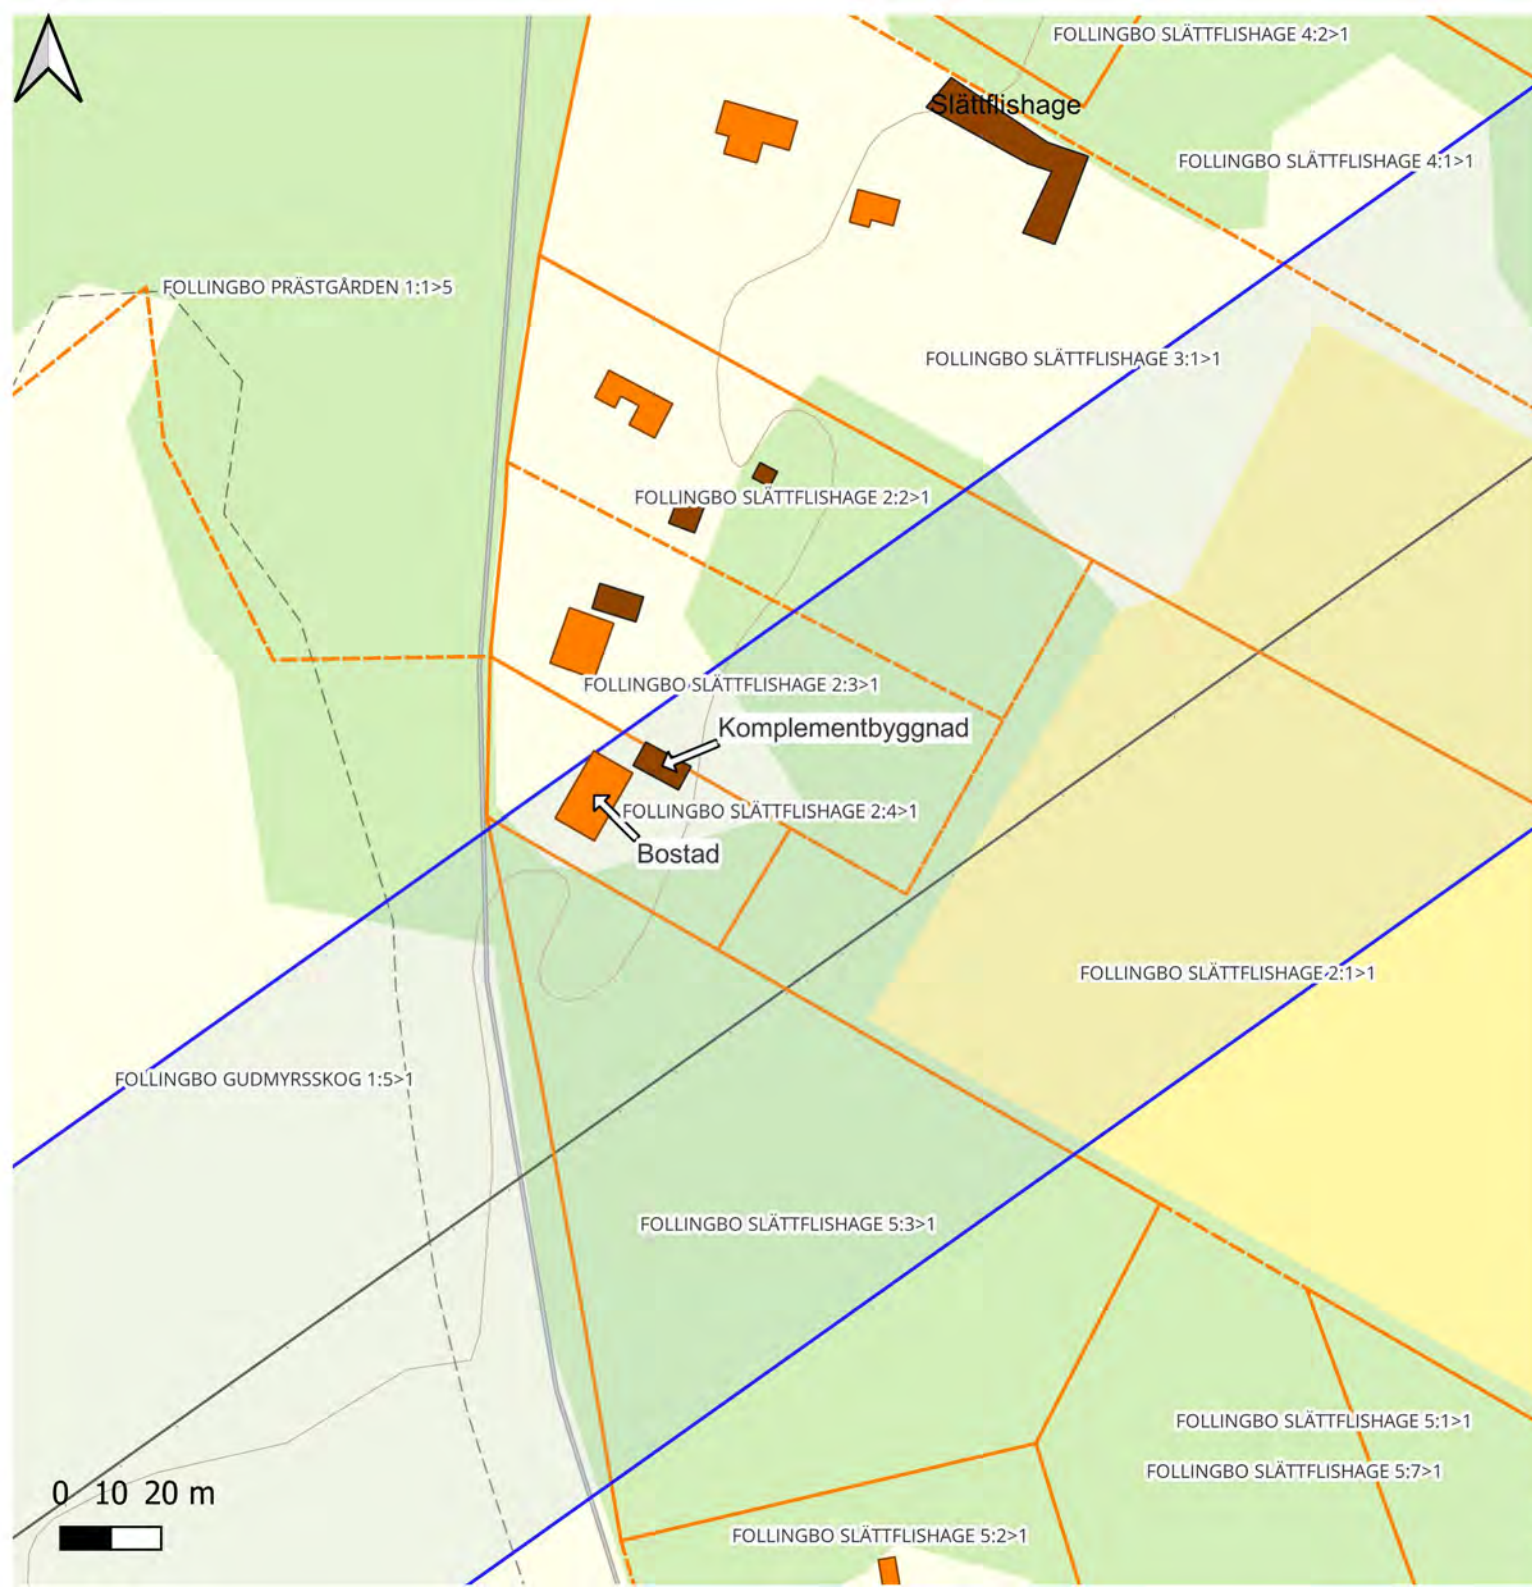 FOLLINGBO SLÄTTFLISHAGE 4:2>1
Slättflishage
FOLLINGBO SLÄTTFLISHAGE 4:1>1
FOLLINGBO PRÄSTGÅRDEN 1:1>5
FOLLINGBO SLÄTTFLISHAGE 3:1>1
FOLLINGBO SLÄTTFLISHAGE 2:2>1
FOLLINGBO SLÄTTFLISHAGE 2:3>1
Komplementbyggnad
FOLLINGBO SLÄTTFLISHAGE 2:4>1
Bostad
FOLLINGBO SLÄTTFLISHAGE 2:1>1
FOLLINGBO GUDMYRSSKOG 1:5>1
FOLLINGBO SLÄTTFLISHAGE 5:3>1
FOLLINGBO SLÄTTFLISHAGE 5:1>1
FOLLINGBO SLÄTTFLISHAGE 5:7>1
0 10 20 m
FOLLINGBO SLÄTTFLISHAGE 5:2>1